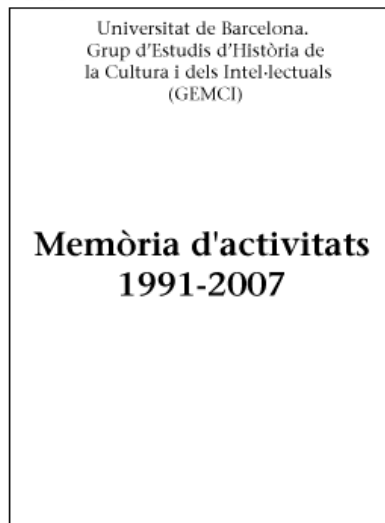 Universitat de Barcelona.
Grup d'Estudis d'Història de
la Cultura i dels Intel·lectuals
(GEMCI)
Memòria d'activitats
1991-2007